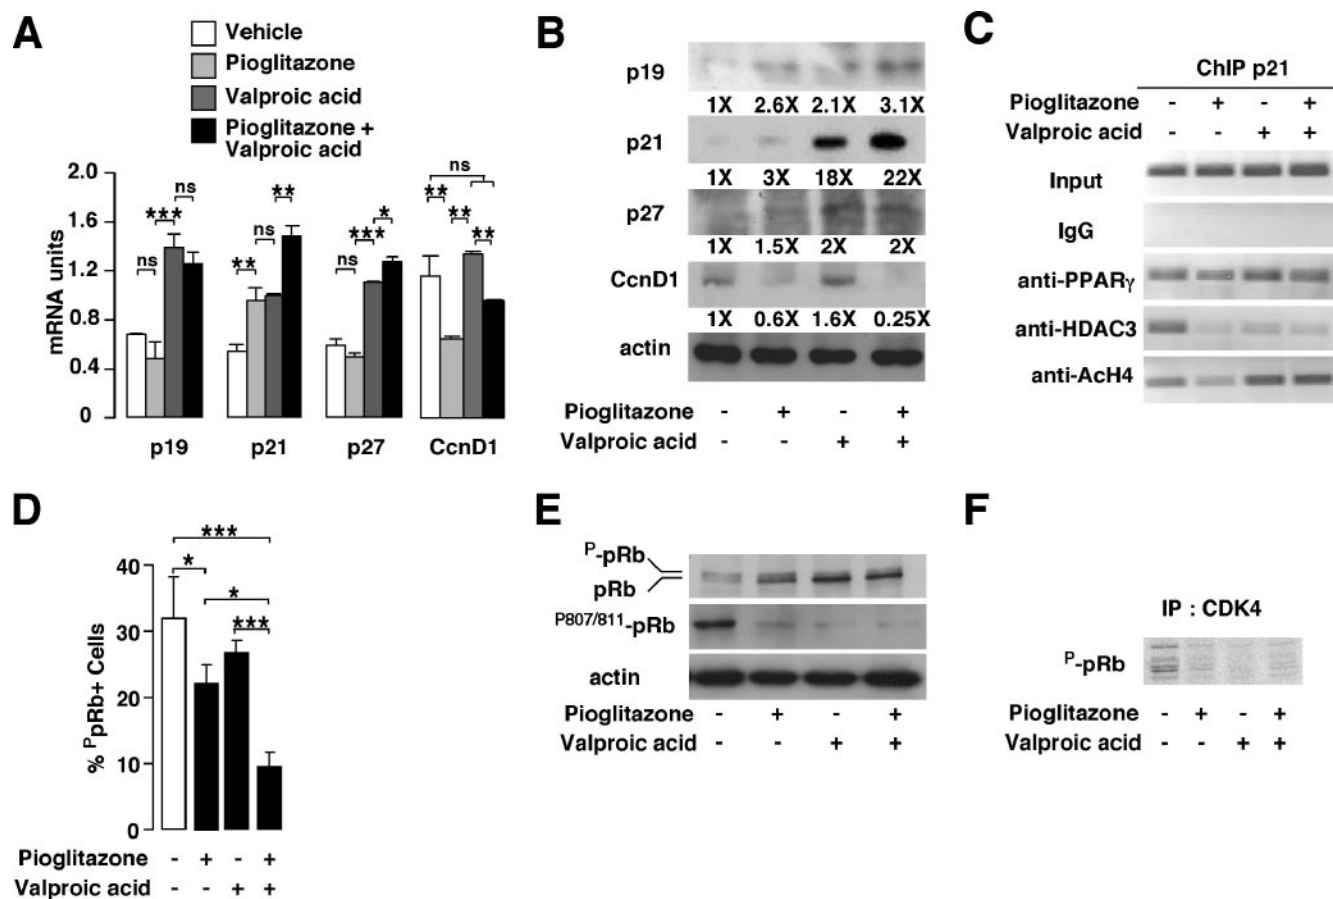 A
Vehicle
Pioglitazone
Valproic acid
Pioglitazone +
Valproic acid
mRNA units
2.0
1.6
1.2
0.8
0.4
0
ns *** ns
** ns **
ns *** *
ns
** ** **
p19 p21 p27 CcnD1
B
p19
1X 2.6X 2.1X 3.1X
p21
1X 3X 18X 22X
p27
1X 1.5X 2X 2X
CcnD1
1X 0.6X 1.6X 0.25X
actin
Pioglitazone - + - +
Valproic acid - - + +
C
ChIP p21
Pioglitazone - + - +
Valproic acid - - + +
Input
IgG
anti-PPARγ
anti-HDAC3
anti-AcH4
D
% PpRb+ Cells
40
30
20
10
0
***
*
*
***
Pioglitazone - + - +
Valproic acid - - + +
E
P-pRb
pRb
P807/811-pRb
actin
Pioglitazone - + - +
Valproic acid - - + +
F
IP : CDK4
P-pRb
Pioglitazone - + - +
Valproic acid - - + +